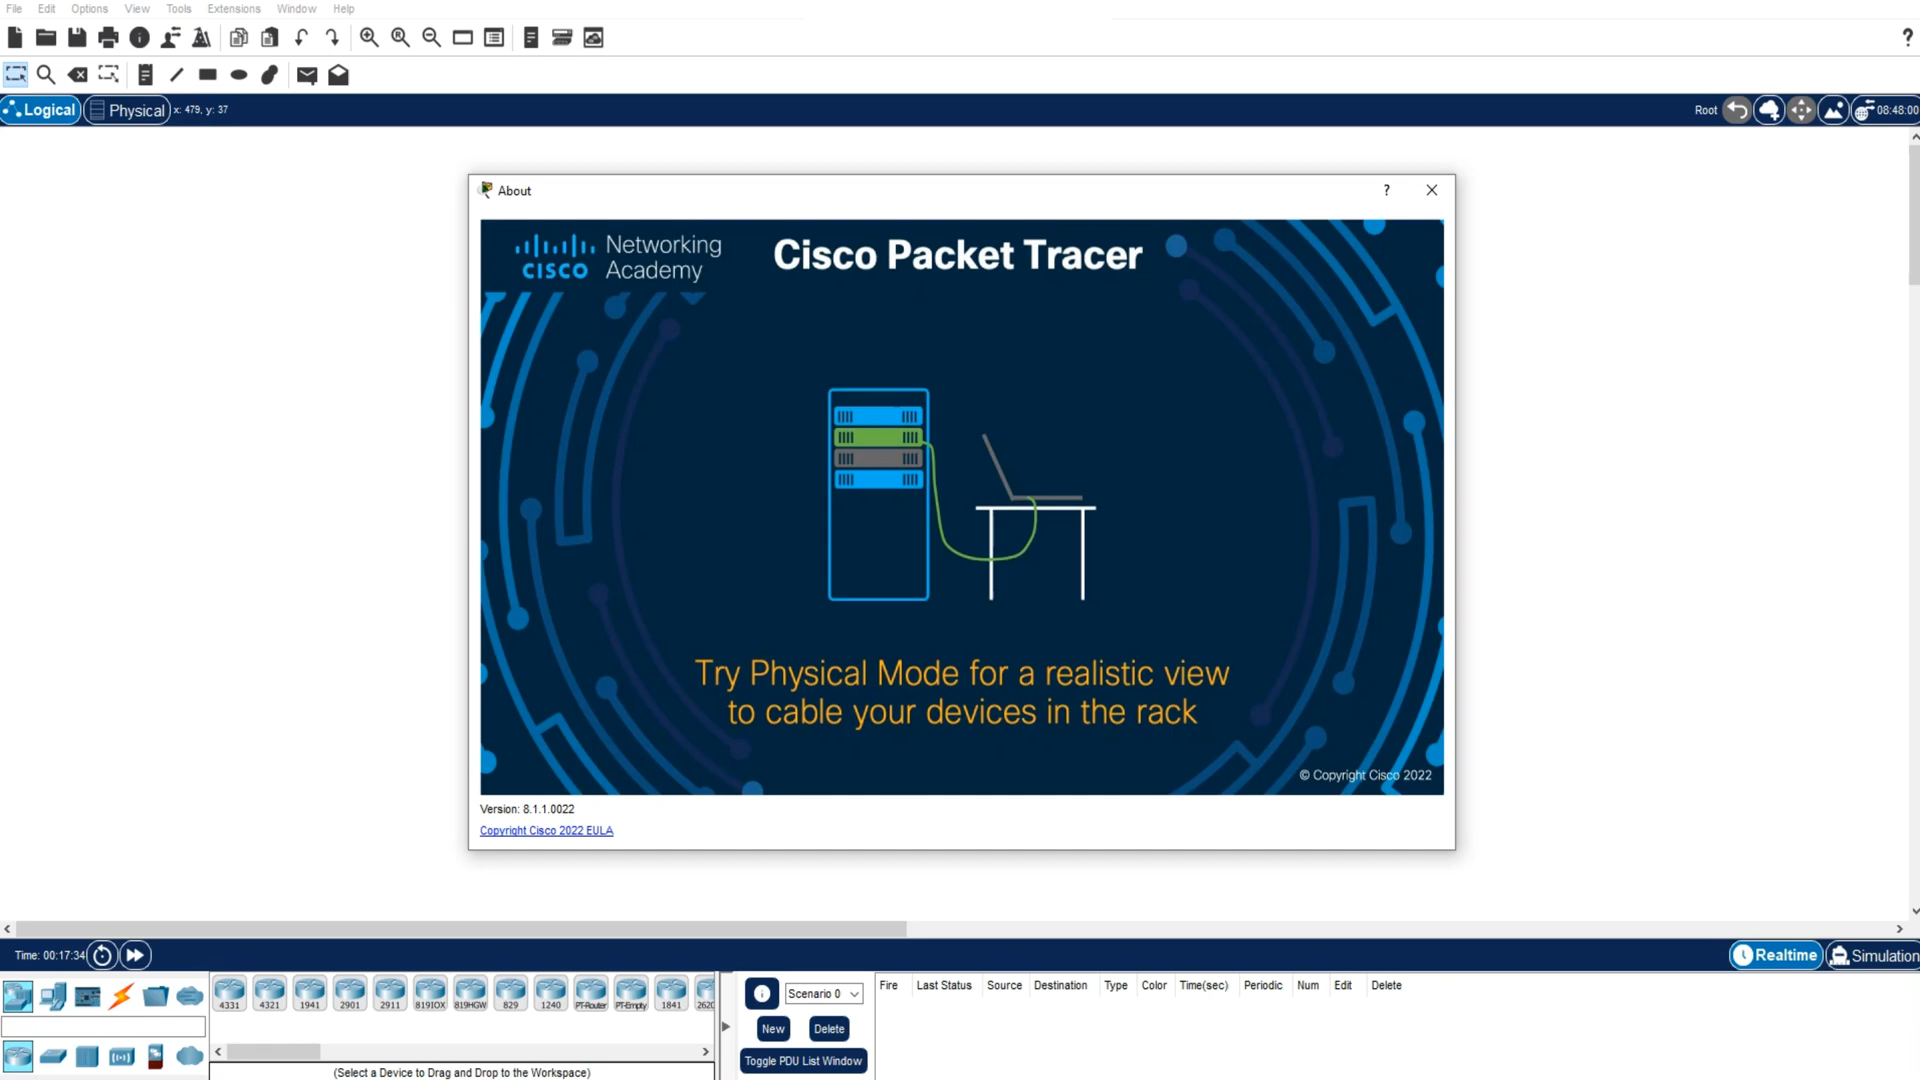 File Edit Options View Tools Extensions Window Help
?
Logical Physical x: 479, y: 37 Root 08:48:00
About ?
CISCO Networking Academy
Cisco Packet Tracer
Try Physical Mode for a realistic view
to cable your devices in the rack
© Copyright Cisco 2022
Version: 8.1.1.0022
Copyright Cisco 2022 EULA
Time: 00:17:34 Realtime Simulation
4331 4321 1941 2901 2911 819IOX 819HGW 829 1240 PT-Router PT-Empty 1841
(Select a Device to Drag and Drop to the Workspace)
Scenario 0
New Delete
Toggle PDU List Window
Fire Last Status Source Destination Type Color Time(sec) Periodic Num Edit Delete